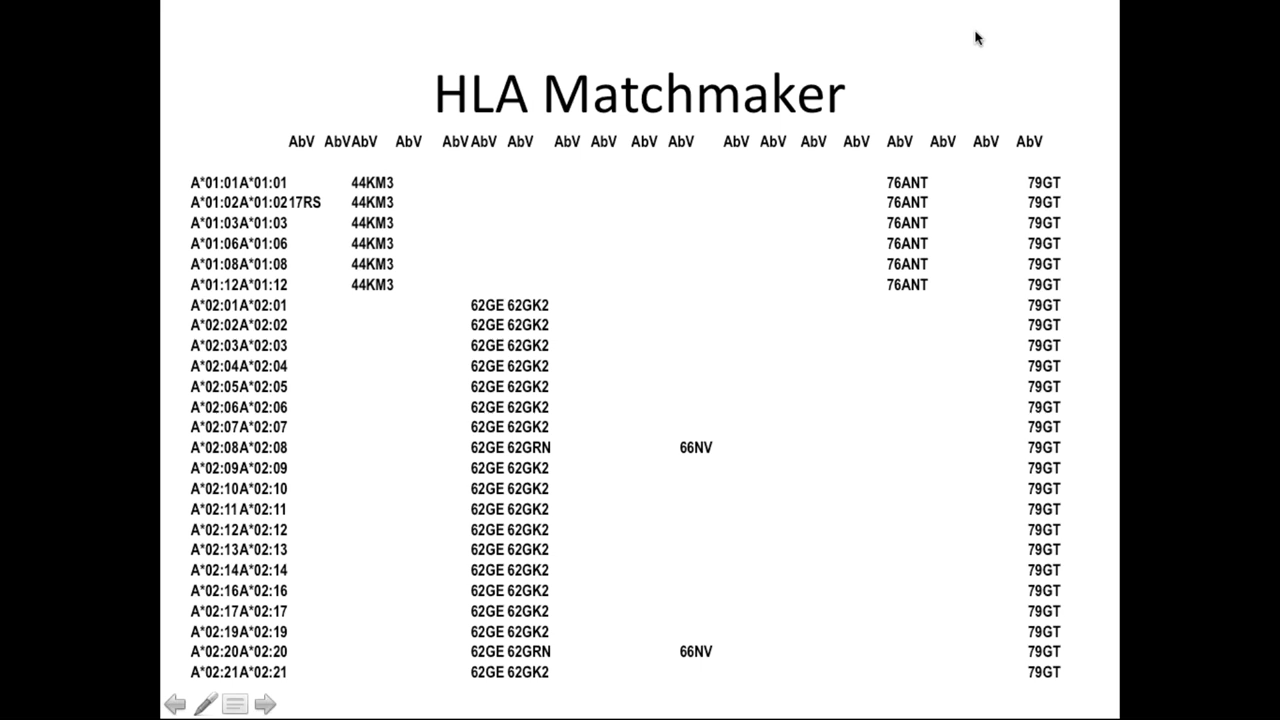 HLA Matchmaker
AbV AbVAbV AbV AbVAbV AbV AbV AbV AbV AbV AbV AbV AbV AbV AbV AbV AbV AbV
A*01:01A*01:01 44KM3 76ANT 79GT
A*01:02A*01:0217RS 44KM3 76ANT 79GT
A*01:03A*01:03 44KM3 76ANT 79GT
A*01:06A*01:06 44KM3 76ANT 79GT
A*01:08A*01:08 44KM3 76ANT 79GT
A*01:12A*01:12 44KM3 76ANT 79GT
A*02:01A*02:01 62GE 62GK2 79GT
A*02:02A*02:02 62GE 62GK2 79GT
A*02:03A*02:03 62GE 62GK2 79GT
A*02:04A*02:04 62GE 62GK2 79GT
A*02:05A*02:05 62GE 62GK2 79GT
A*02:06A*02:06 62GE 62GK2 79GT
A*02:07A*02:07 62GE 62GK2 79GT
A*02:08A*02:08 62GE 62GRN 66NV 79GT
A*02:09A*02:09 62GE 62GK2 79GT
A*02:10A*02:10 62GE 62GK2 79GT
A*02:11A*02:11 62GE 62GK2 79GT
A*02:12A*02:12 62GE 62GK2 79GT
A*02:13A*02:13 62GE 62GK2 79GT
A*02:14A*02:14 62GE 62GK2 79GT
A*02:16A*02:16 62GE 62GK2 79GT
A*02:17A*02:17 62GE 62GK2 79GT
A*02:19A*02:19 62GE 62GK2 79GT
A*02:20A*02:20 62GE 62GRN 66NV 79GT
A*02:21A*02:21 62GE 62GK2 79GT